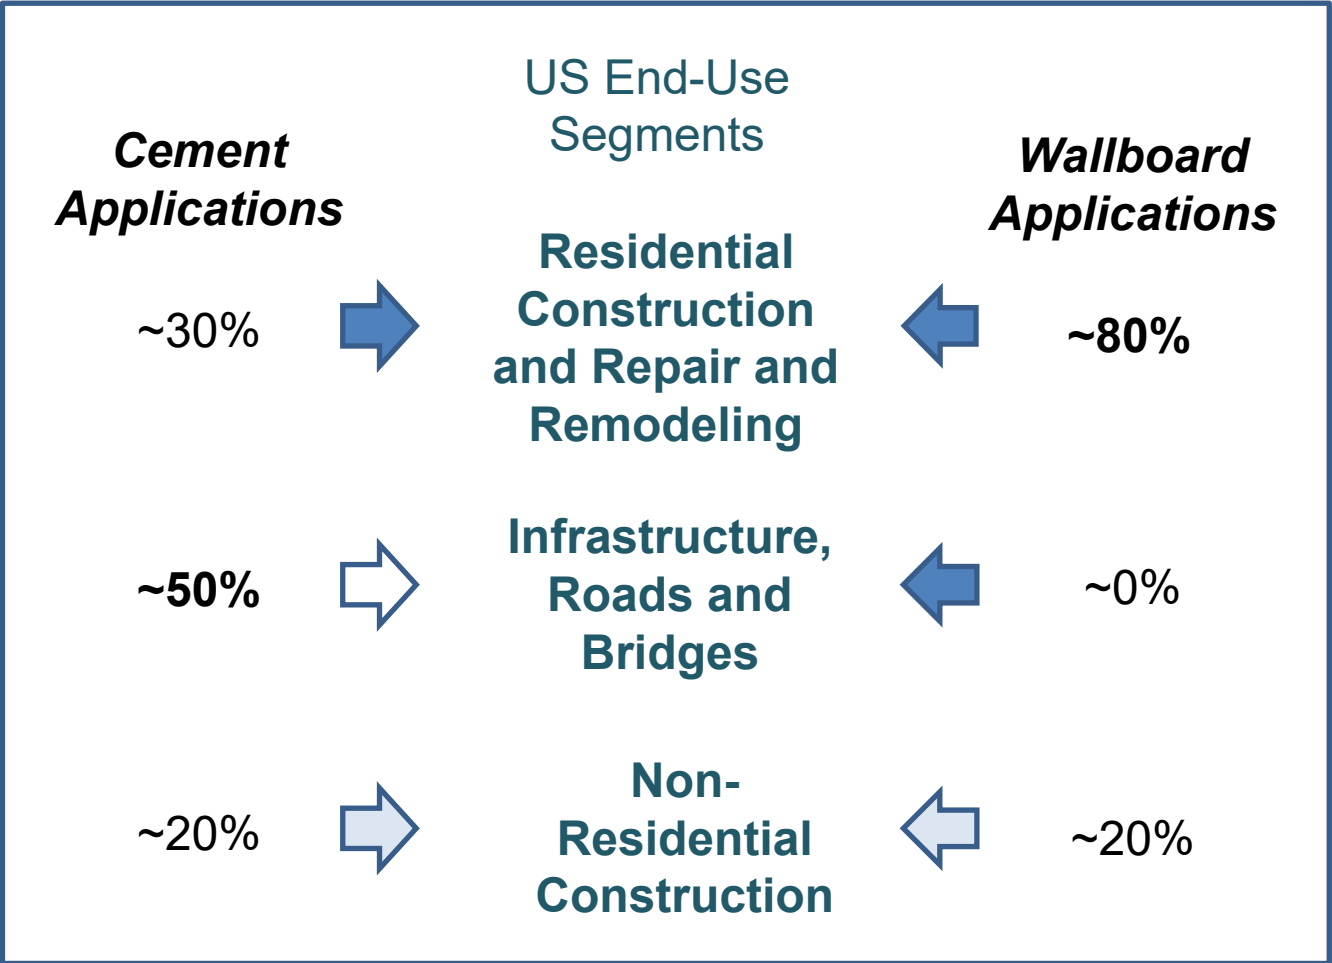 US End-Use
Segments
Cement
Applications
Wallboard
Applications
~30%
Residential
Construction
and Repair and
Remodeling
~80%
~50%
Infrastructure,
Roads and
Bridges
~0%
~20%
Non-
Residential
Construction
~20%